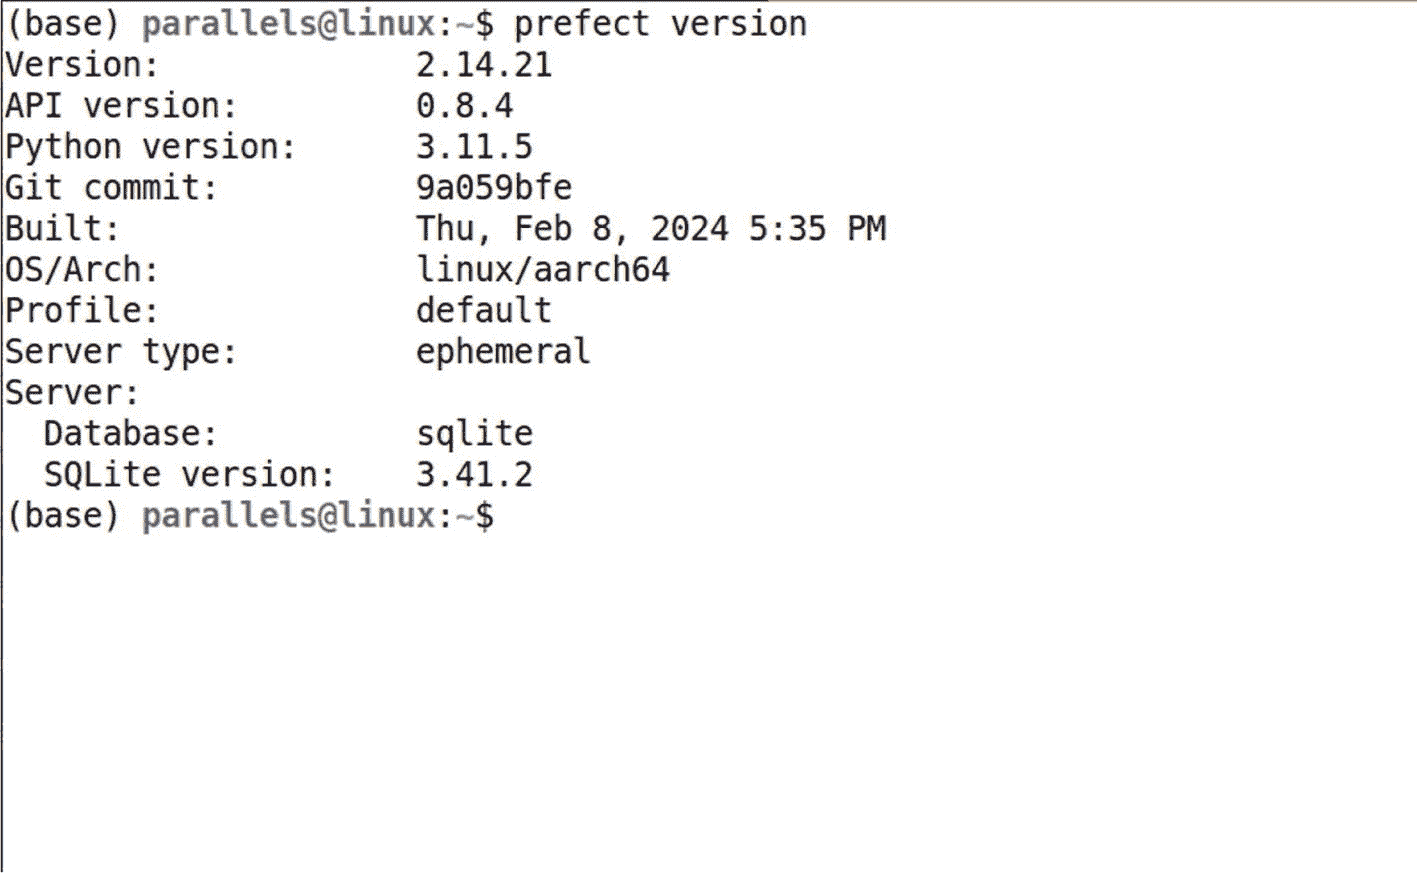 (base) parallels@linux:~$ prefect version
Version:             2.14.21
API version:         0.8.4
Python version:      3.11.5
Git commit:          9a059bfe
Built:               Thu, Feb 8, 2024 5:35 PM
OS/Arch:             linux/aarch64
Profile:             default
Server type:         ephemeral
Server:
  Database:          sqlite
  SQLite version:    3.41.2
(base) parallels@linux:~$